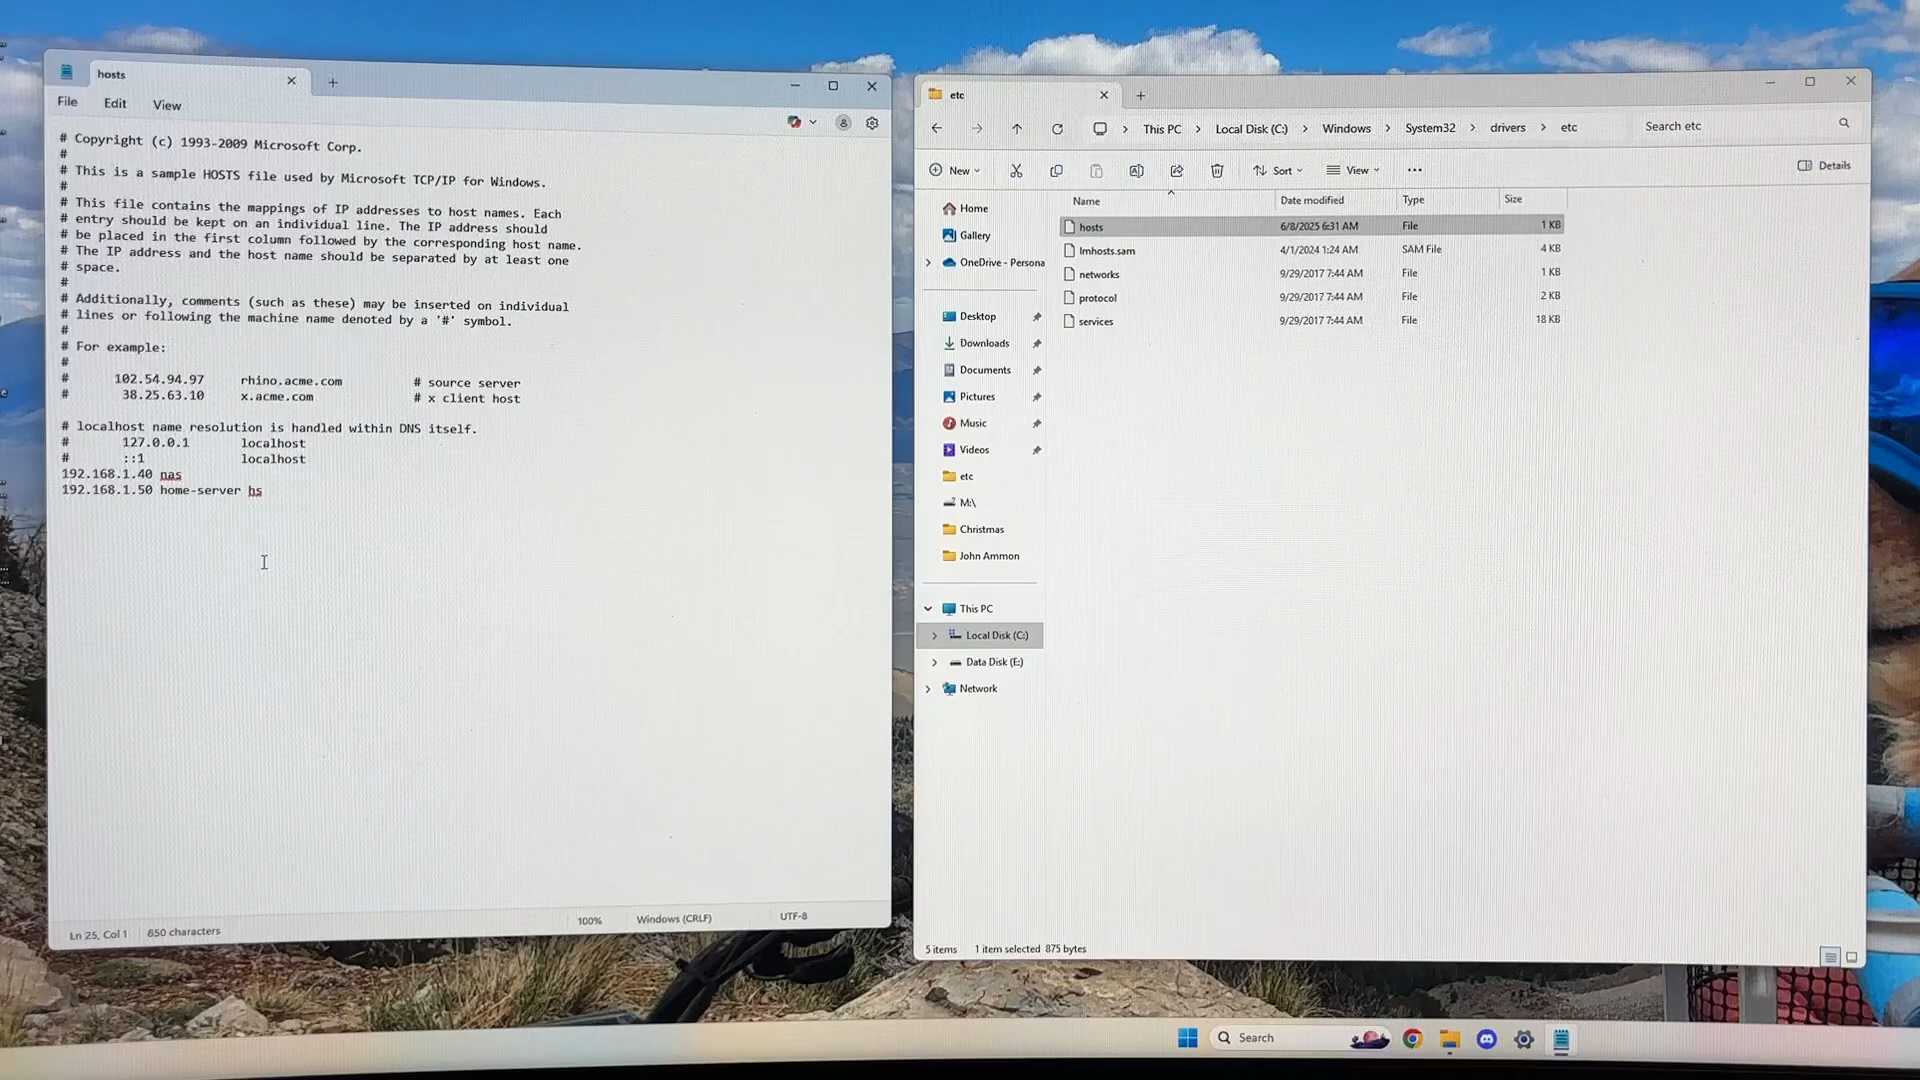 hosts
File Edit View
# Copyright (c) 1993-2009 Microsoft Corp.
#
# This is a sample HOSTS file used by Microsoft TCP/IP for Windows.
#
# This file contains the mappings of IP addresses to host names. Each
# entry should be kept on an individual line. The IP address should
# be placed in the first column followed by the corresponding host name.
# The IP address and the host name should be separated by at least one
# space.
#
# Additionally, comments (such as these) may be inserted on individual
# lines or following the machine name denoted by a '#' symbol.
#
# For example:
#
# 102.54.94.97 rhino.acme.com # source server
# 38.25.63.10 x.acme.com # x client host
# localhost name resolution is handled within DNS itself.
# 127.0.0.1 localhost
# ::1 localhost
192.168.1.40 nas
192.168.1.50 home-server hs
Ln 25, Col 1 850 characters 100% Windows (CRLF) UTF-8
etc
This PC > Local Disk (C:) > Windows > System32 > drivers > etc Search etc
New Sort View ... Details
Name Date modified Type Size
hosts 6/8/2025 6:31 AM File 1 KB
lmhosts.sam 4/1/2024 1:24 AM SAM File 4 KB
networks 9/29/2017 7:44 AM File 1 KB
protocol 9/29/2017 7:44 AM File 2 KB
services 9/29/2017 7:44 AM File 18 KB
Home
Gallery
OneDrive - Persona
Desktop
Downloads
Documents
Pictures
Music
Videos
etc
M:\
Christmas
John Ammon
This PC
Local Disk (C:)
Data Disk (E:)
Network
5 items 1 item selected 875 bytes
Search